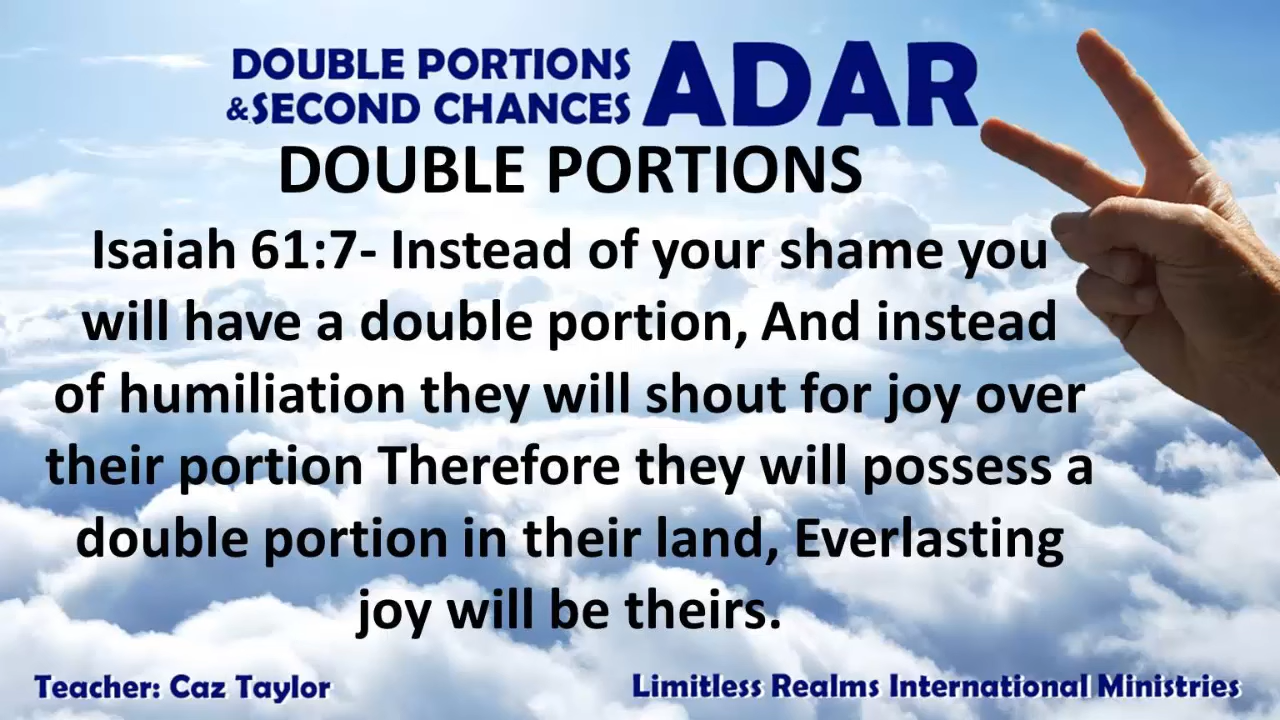 DOUBLE PORTIONS
&SECOND CHANCES
ADAR
DOUBLE PORTIONS
Isaiah 61:7- Instead of your shame you
will have a double portion, And instead
of humiliation they will shout for joy over
their portion Therefore they will possess a
double portion in their land, Everlasting
joy will be theirs.
Teacher: Caz Taylor
Limitless Realms International Ministries